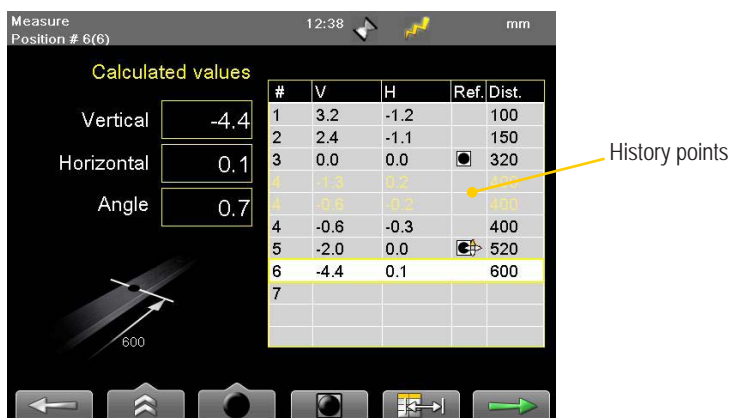 Measure 12:38 mm
Position # 6(6)
Calculated values
Vertical -4.4
Horizontal 0.1
Angle 0.7
# V H Ref. Dist.
1 3.2 -1.2 100
2 2.4 -1.1 150
3 0.0 0.0 320
4 -1.3 0.2 400
4 -0.6 -0.2 400
4 -0.6 -0.3 400
5 -2.0 0.0 520
6 -4.4 0.1 600
7
600
History points